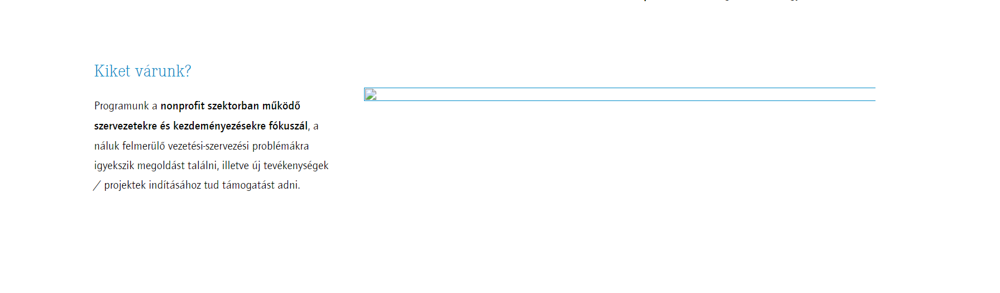 Kiket várunk?
Programunk a nonprofit szektorban működő
szervezetekre és kezdeményezésekre fókuszál, a
náluk felmerülő vezetési-szervezési problémákra
igyekszik megoldást találni, illetve új tevékenységek
/ projektek indításához tud támogatást adni.